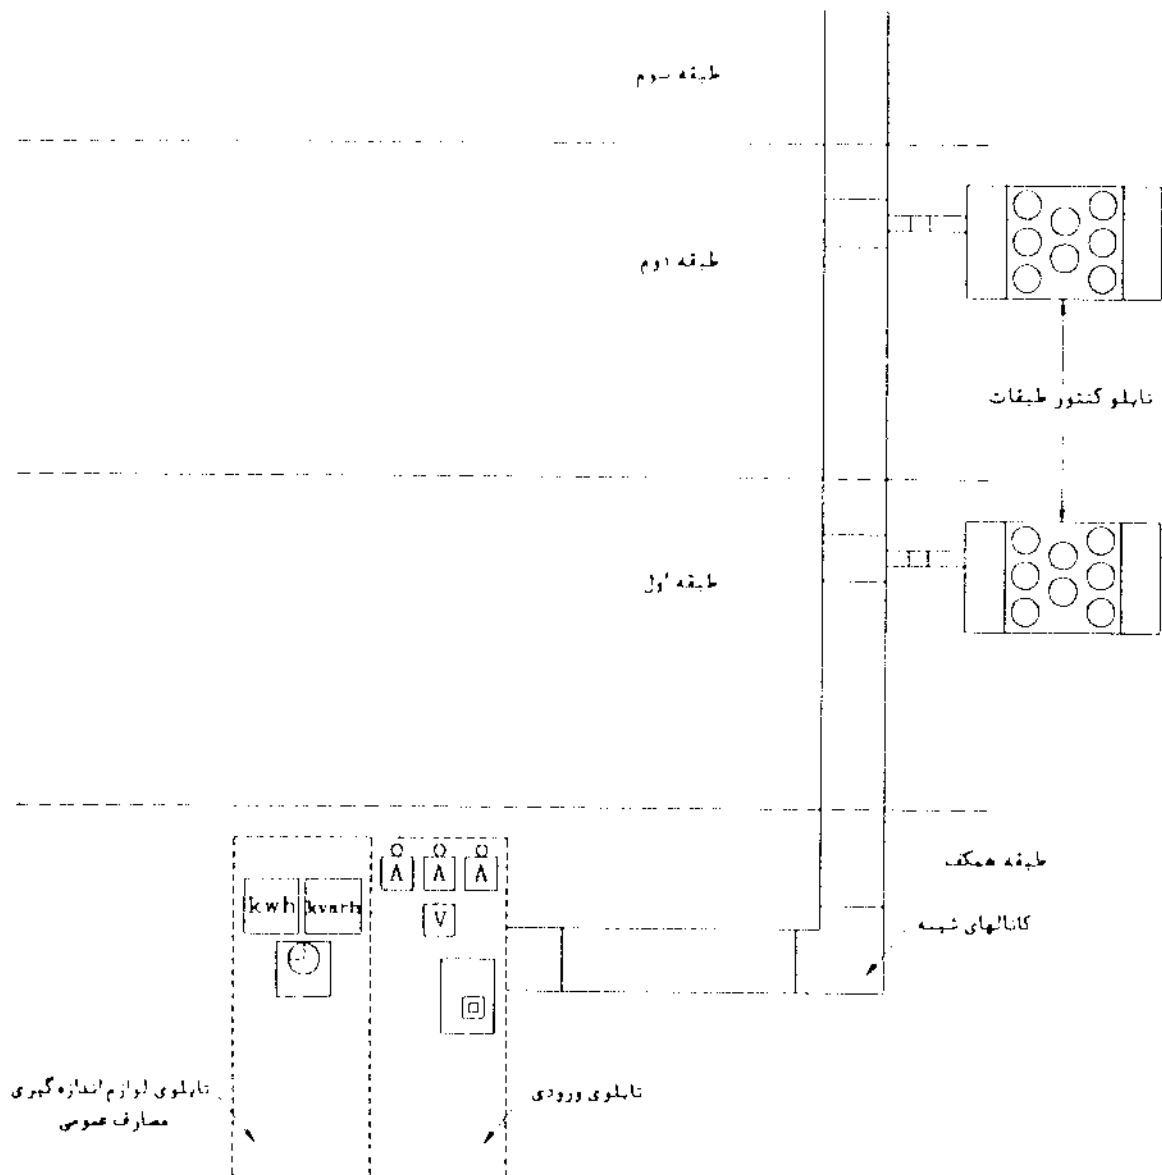 طبقه سوم
طبقه دوم
تابلو کنتور طبقات
طبقه اول
طبقه همکف
A A A
kwh kvarh
V
کانالهای شینه
تابلوی ورودی
تابلوی لوازم اندازه گیری
مصارف عمومی